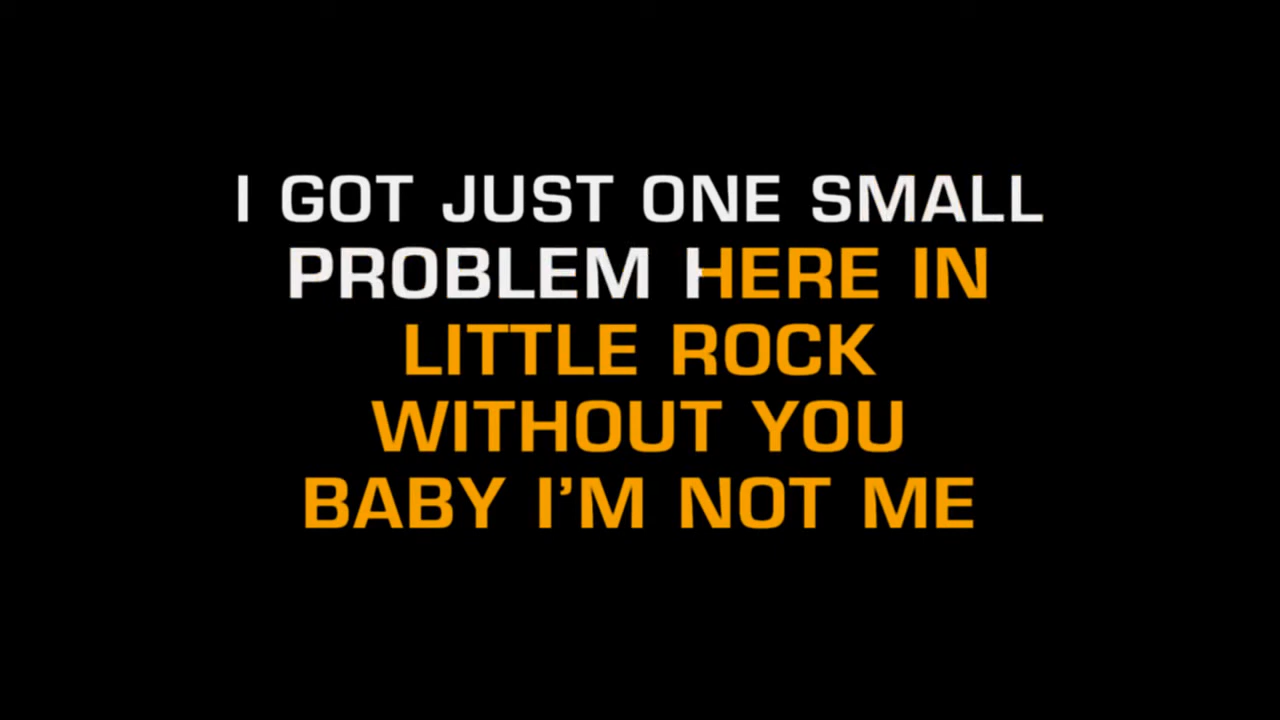 I GOT JUST ONE SMALL
PROBLEM HERE IN
LITTLE ROCK
WITHOUT YOU
BABY I’M NOT ME